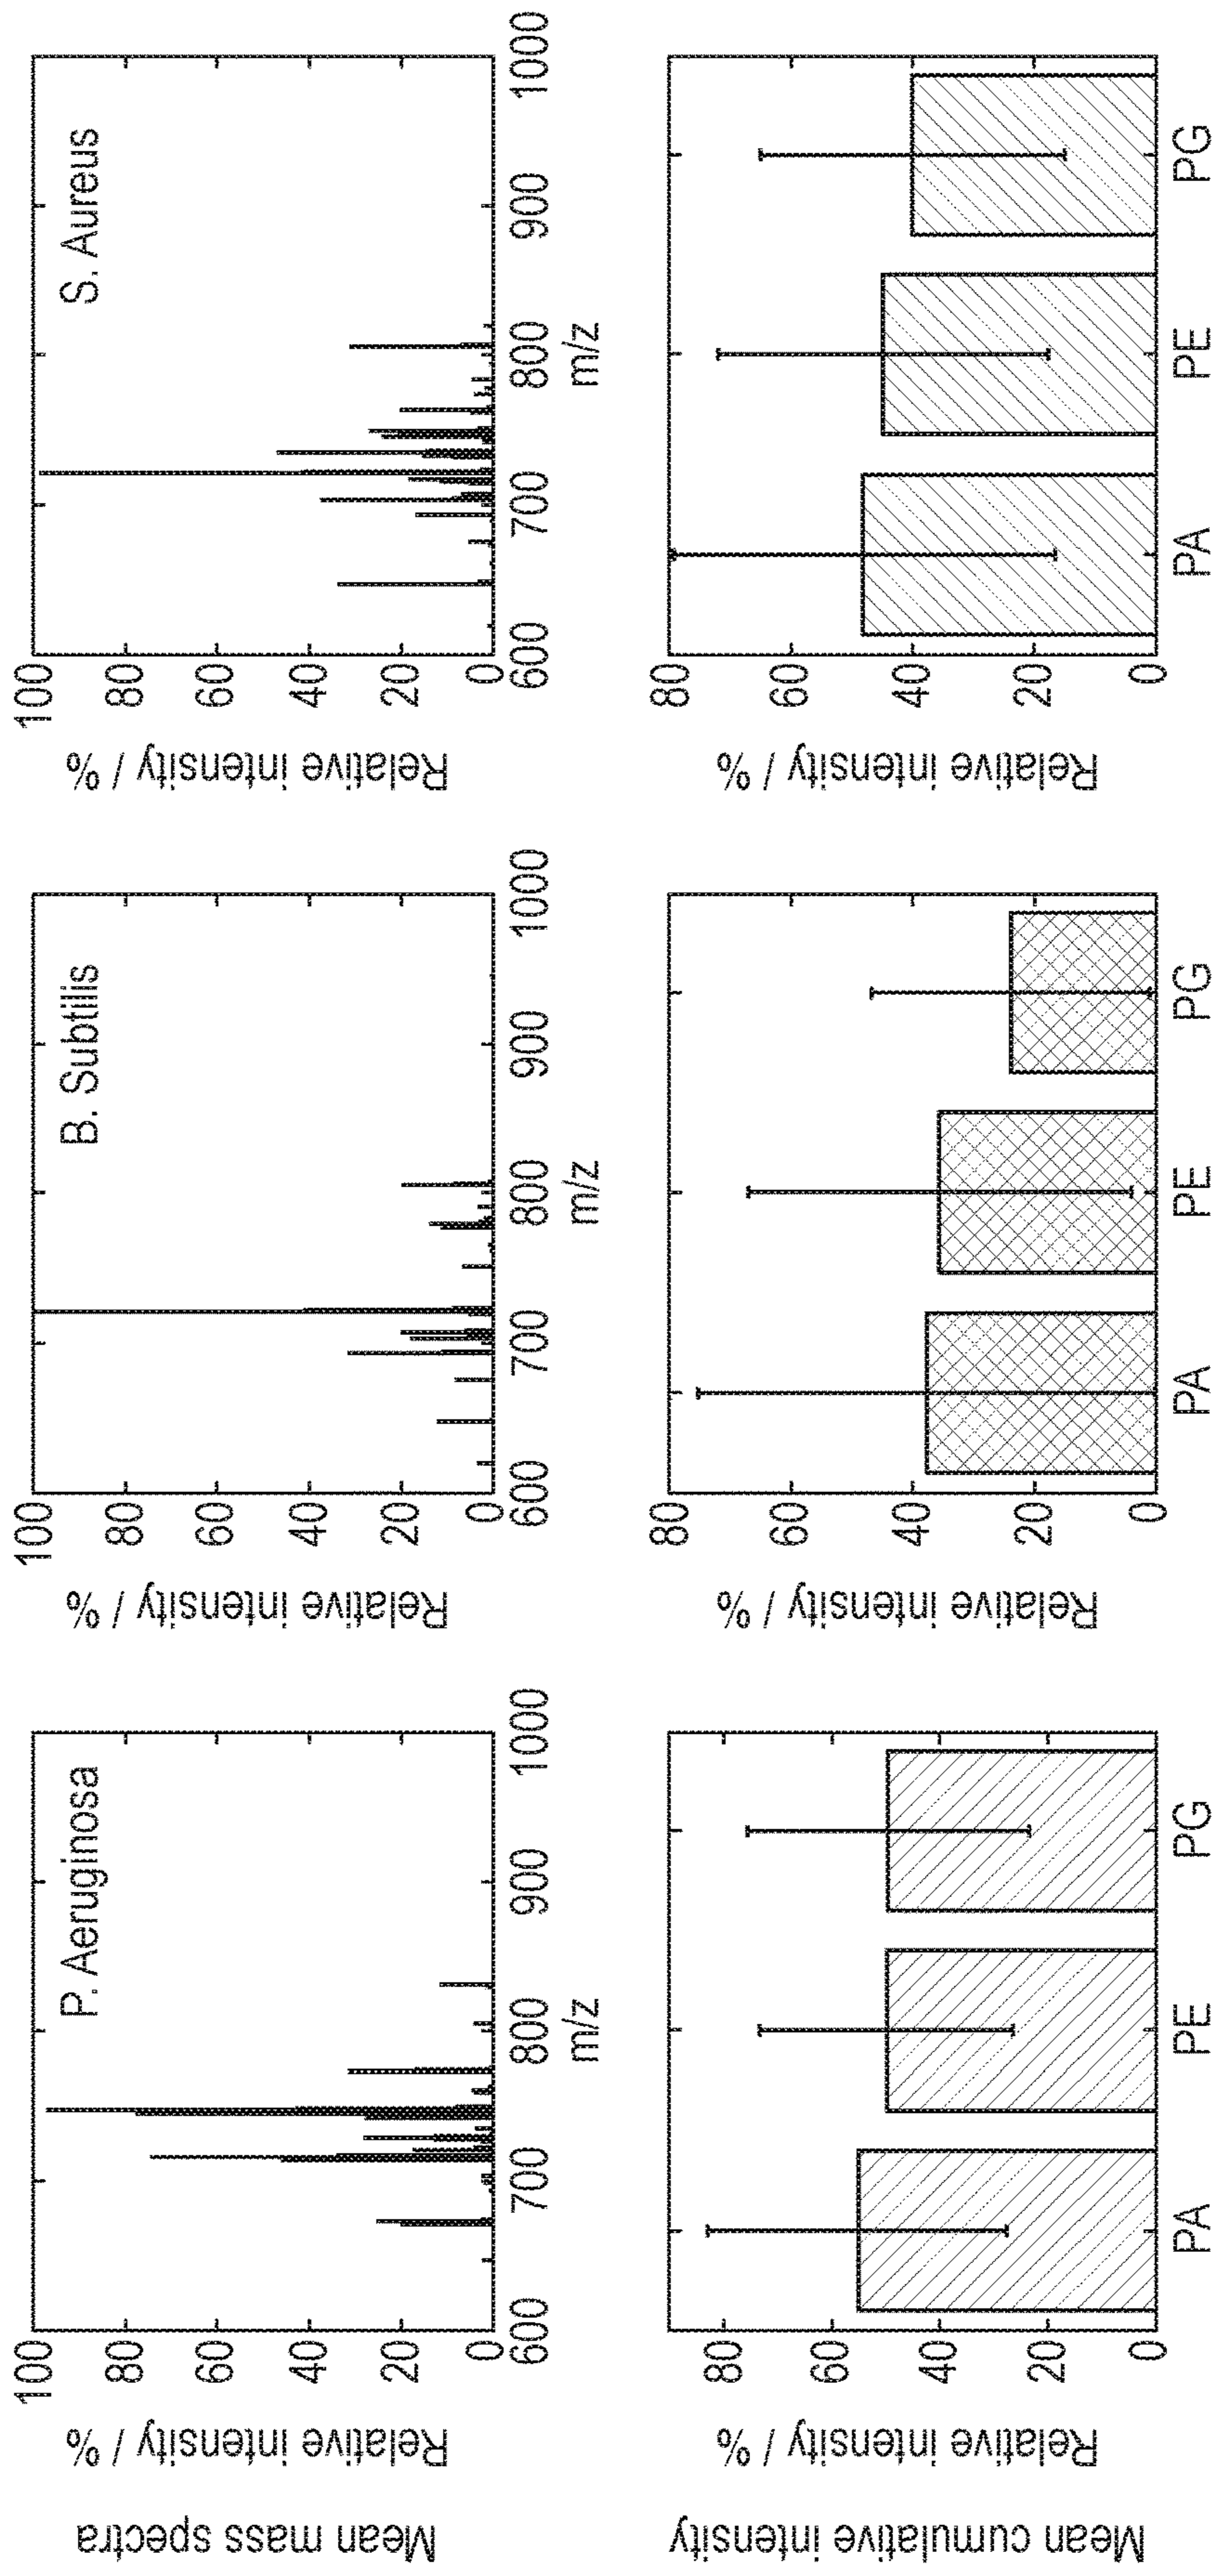 Mean mass spectra
Relative intensity / %
100
80
60
40
20
0
P. Aeruginosa
600 700 800 900 1000
m/z
Relative intensity / %
100
80
60
40
20
0
B. Subtilis
600 700 800 900 1000
m/z
Relative intensity / %
100
80
60
40
20
0
S. Aureus
600 700 800 900 1000
m/z
Mean cumulative intensity
Relative intensity / %
80
60
40
20
0
PA PE PG
Relative intensity / %
80
60
40
20
0
PA PE PG
Relative intensity / %
80
60
40
20
0
PA PE PG